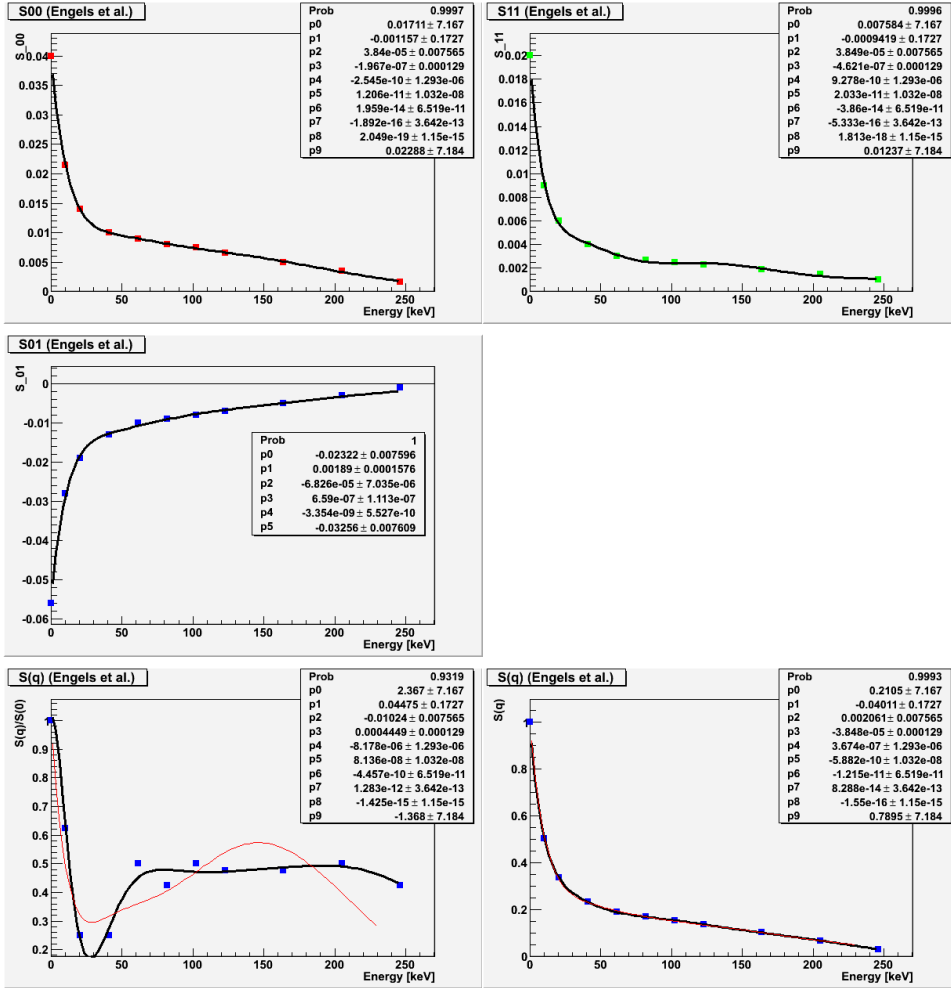 S00 (Engels et al.)
Prob 0.9997
p0 0.01711 ± 7.167
p1 -0.001157 ± 0.1727
p2 3.84e-05 ± 0.007565
p3 -1.967e-07 ± 0.000129
p4 -2.545e-10 ± 1.293e-06
p5 1.206e-11 ± 1.032e-08
p6 1.959e-14 ± 6.519e-11
p7 -1.892e-16 ± 3.642e-13
p8 2.049e-19 ± 1.15e-15
p9 0.02288 ± 7.184
S_00
0.04
0.035
0.03
0.025
0.02
0.015
0.01
0.005
0
0 50 100 150 200 250
Energy [keV]
S11 (Engels et al.)
Prob 0.9996
p0 0.007584 ± 7.167
p1 -0.0009419 ± 0.1727
p2 3.849e-05 ± 0.007565
p3 -4.621e-07 ± 0.000129
p4 9.278e-10 ± 1.293e-06
p5 2.033e-11 ± 1.032e-08
p6 -3.86e-14 ± 6.519e-11
p7 -5.333e-16 ± 3.642e-13
p8 1.813e-18 ± 1.15e-15
p9 0.01237 ± 7.184
S_11
0.02
0.018
0.016
0.014
0.012
0.01
0.008
0.006
0.004
0.002
0
0 50 100 150 200 250
Energy [keV]
S01 (Engels et al.)
S_01
0
-0.01
-0.02
-0.03
-0.04
-0.05
-0.06
Prob 1
p0 -0.02322 ± 0.007596
p1 0.00189 ± 0.0001576
p2 -6.826e-05 ± 7.035e-06
p3 6.59e-07 ± 1.113e-07
p4 -3.354e-09 ± 5.527e-10
p5 -0.03256 ± 0.007609
0 50 100 150 200 250
Energy [keV]
S(q) (Engels et al.)
Prob 0.9319
p0 2.367 ± 7.167
p1 0.04475 ± 0.1727
p2 -0.01024 ± 0.007565
p3 0.0004449 ± 0.000129
p4 -8.178e-06 ± 1.293e-06
p5 8.136e-08 ± 1.032e-08
p6 -4.457e-10 ± 6.519e-11
p7 1.283e-12 ± 3.642e-13
p8 -1.425e-15 ± 1.15e-15
p9 -1.368 ± 7.184
S(q)/S(0)
1
0.9
0.8
0.7
0.6
0.5
0.4
0.3
0.2
0 50 100 150 200 250
Energy [keV]
S(q) (Engels et al.)
Prob 0.9993
p0 0.2105 ± 7.167
p1 -0.04011 ± 0.1727
p2 0.002061 ± 0.007565
p3 -3.848e-05 ± 0.000129
p4 3.674e-07 ± 1.293e-06
p5 -5.882e-10 ± 1.032e-08
p6 -1.215e-11 ± 6.519e-11
p7 8.288e-14 ± 3.642e-13
p8 -1.55e-16 ± 1.15e-15
p9 0.7895 ± 7.184
S(q)
1
0.8
0.6
0.4
0.2
0
0 50 100 150 200 250
Energy [keV]